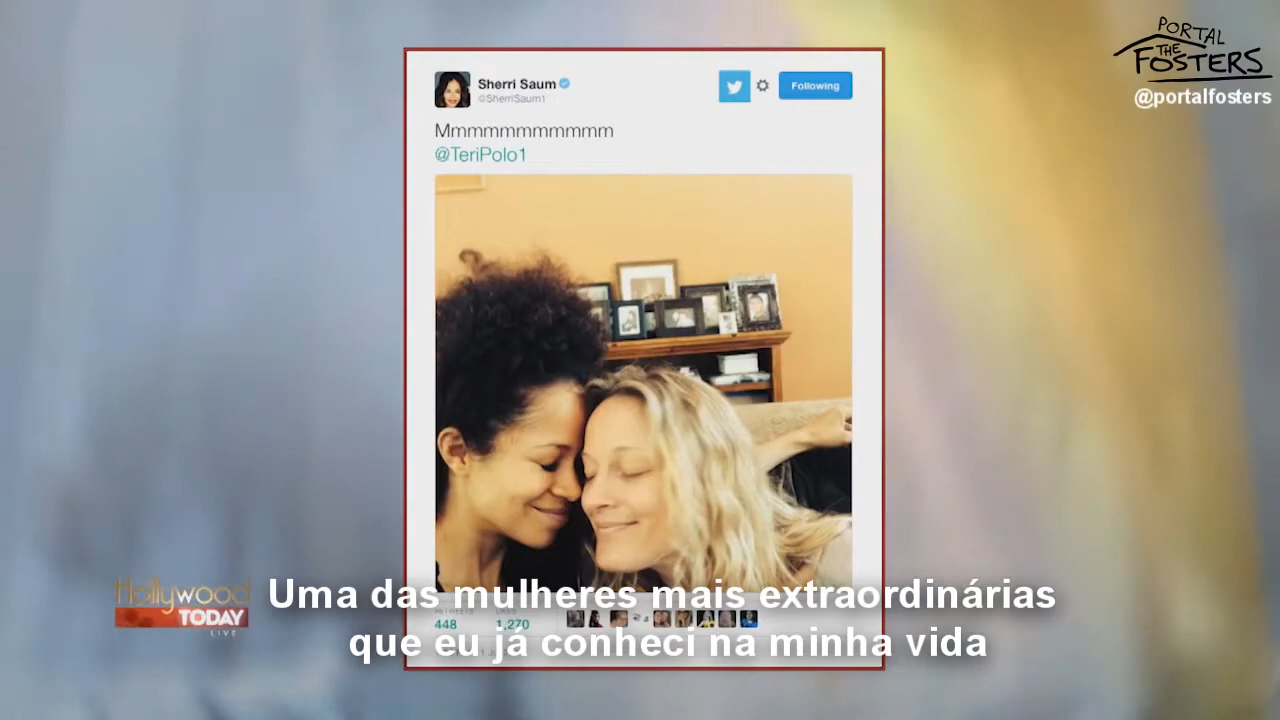 PORTAL
THE
FOSTERS
@portalfosters
Sherri Saum
@SherriSaum1
Following
Mmmmmmmmmmm
@TeriPolo1
Hollywood
TODAY
LIVE
Uma das mulheres mais extraordinárias
448 1,270
que eu já conheci na minha vida